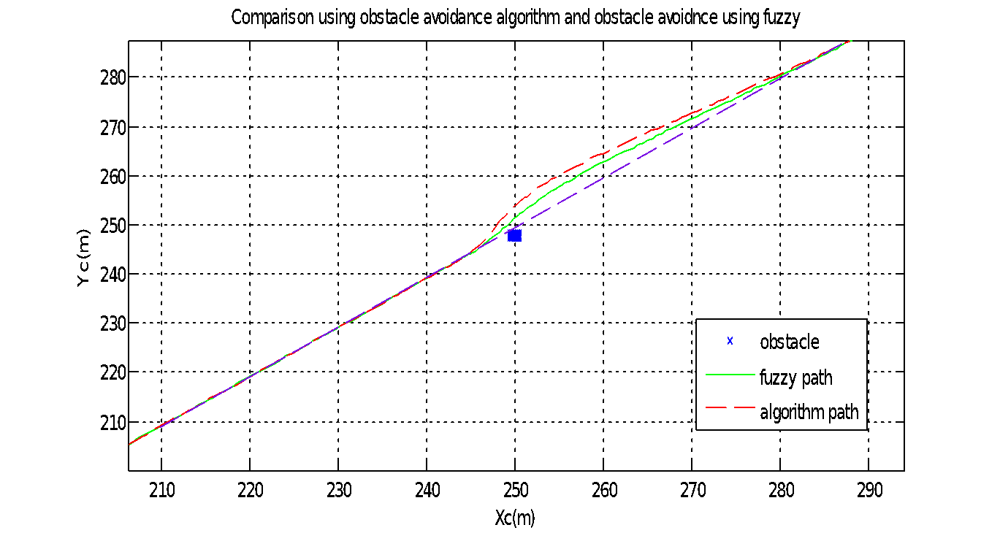 Comparison using obstacle avoidance algorithm and obstacle avoidnce using fuzzy
280
270
260
250
240
230
220
210
Yc(m)
obstacle
fuzzy path
algorithm path
210 220 230 240 250 260 270 280 290
Xc(m)